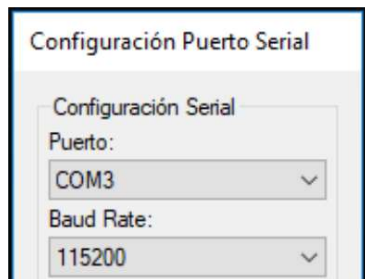 Configuración Puerto Serial
Configuración Serial
Puerto:
COM3
Baud Rate:
115200